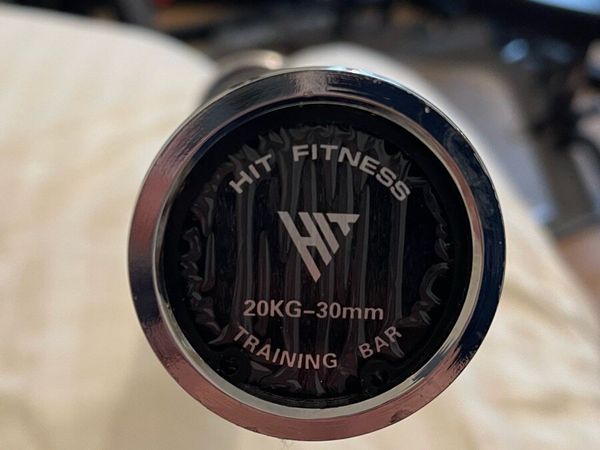 HIT FITNESS
HIT
20KG-30mm
TRAINING BAR